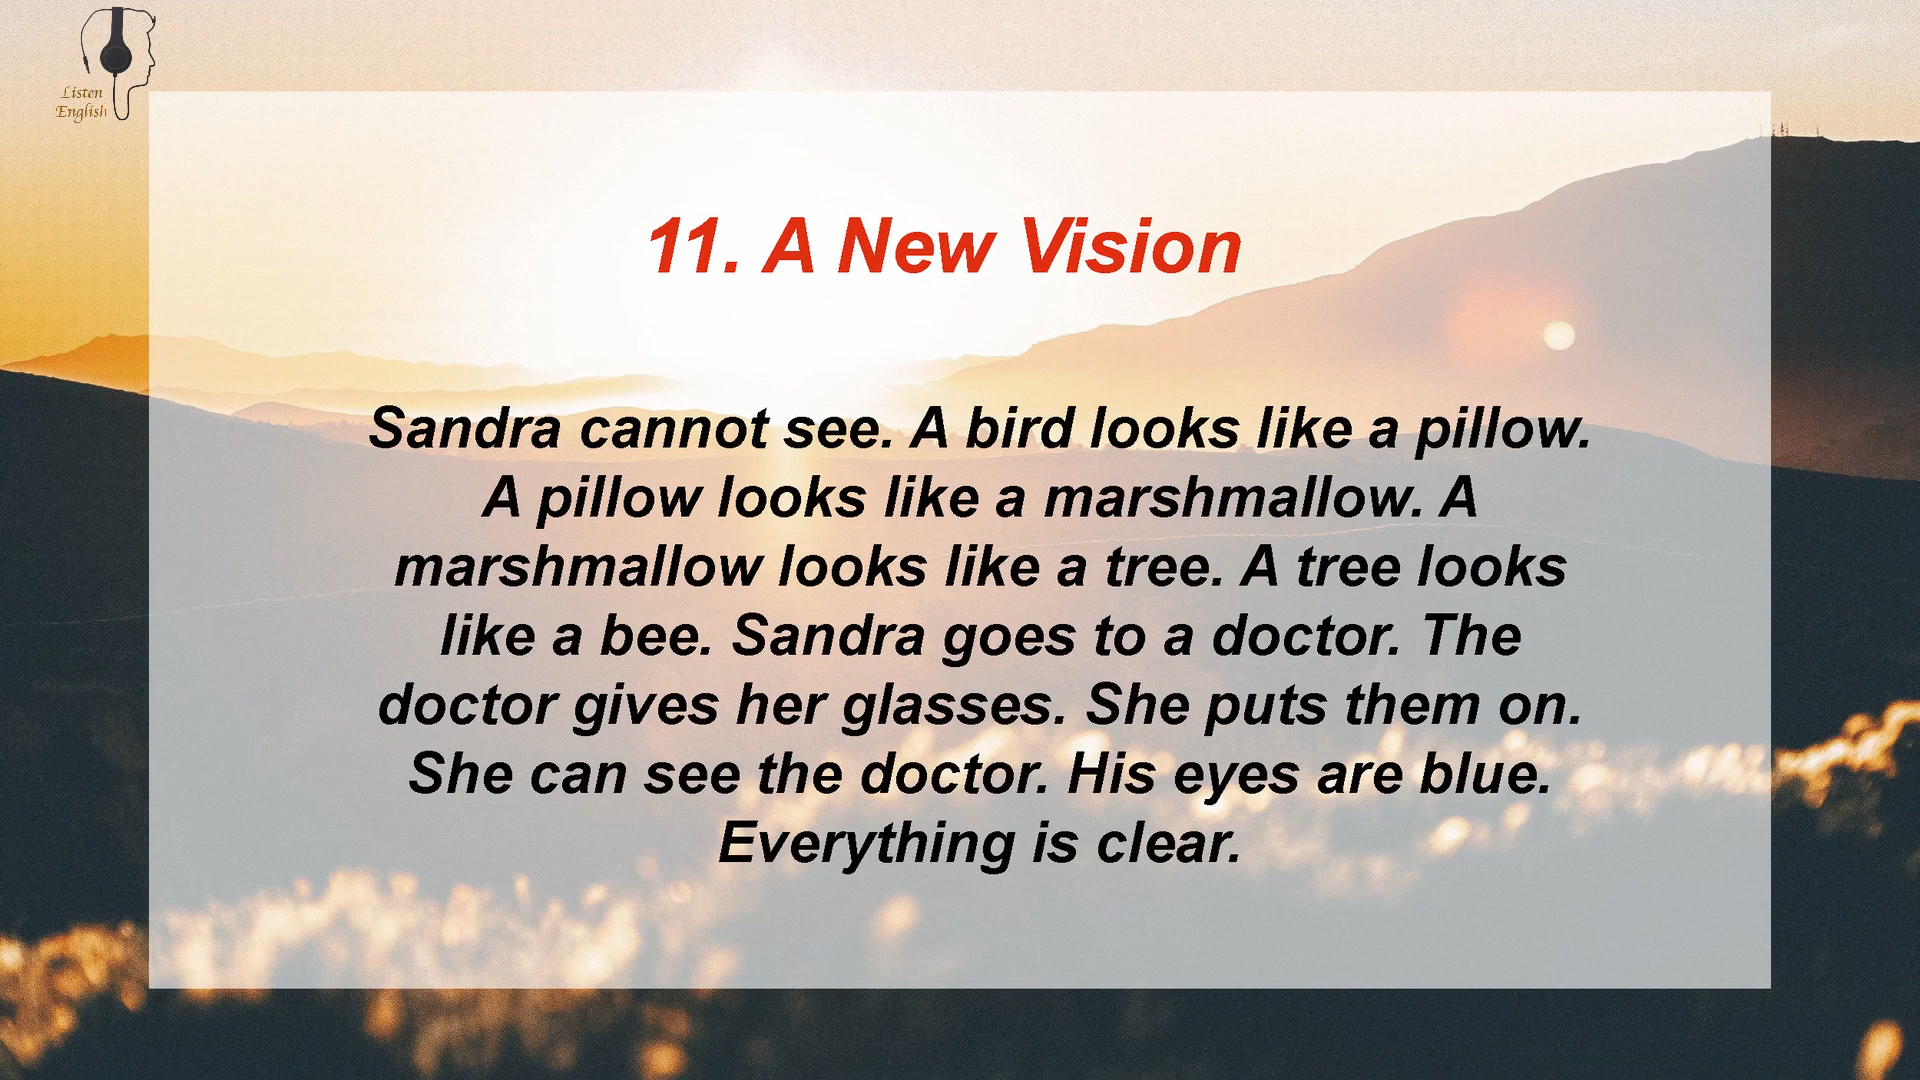 Listen
English
11. A New Vision
Sandra cannot see. A bird looks like a pillow.
A pillow looks like a marshmallow. A
marshmallow looks like a tree. A tree looks
like a bee. Sandra goes to a doctor. The
doctor gives her glasses. She puts them on.
She can see the doctor. His eyes are blue.
Everything is clear.